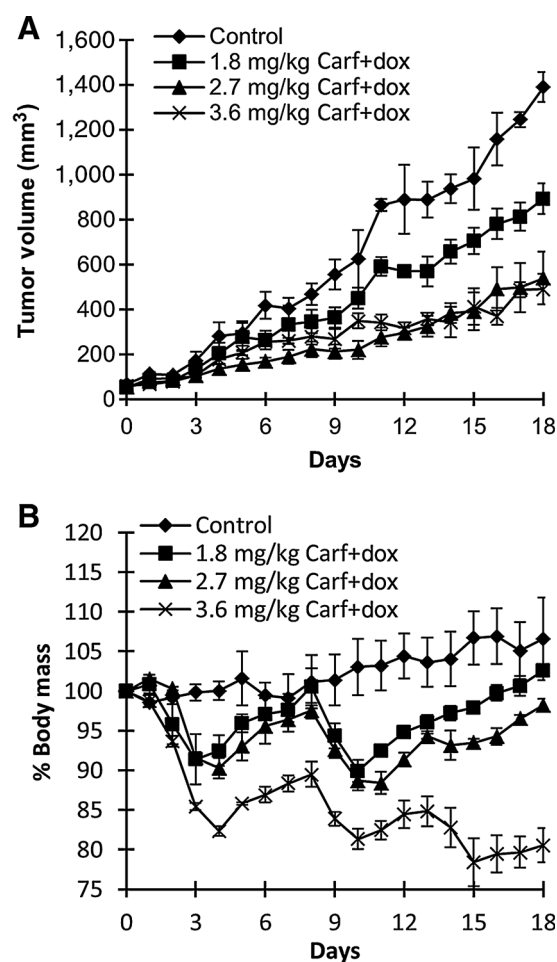 A
1,600
1,400
1,200
1,000
800
600
400
200
0
Tumor volume (mm³)
Control
1.8 mg/kg Carf+dox
2.7 mg/kg Carf+dox
3.6 mg/kg Carf+dox
0 3 6 9 12 15 18
Days
B
120
115
110
105
100
95
90
85
80
75
% Body mass
Control
1.8 mg/kg Carf+dox
2.7 mg/kg Carf+dox
3.6 mg/kg Carf+dox
0 3 6 9 12 15 18
Days